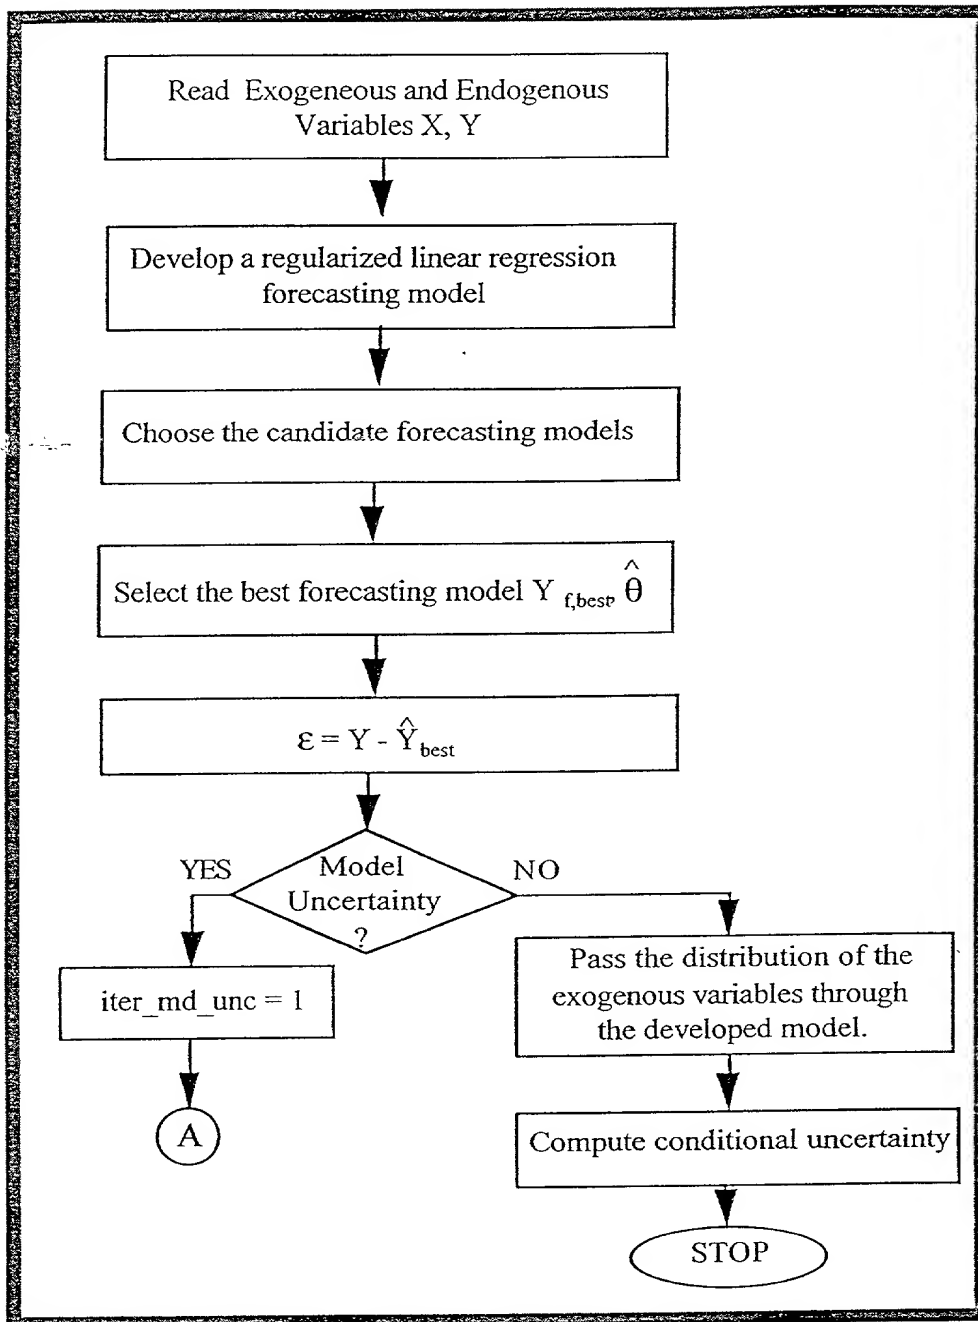 Read Exogeneous and Endogenous
Variables X, Y
Develop a regularized linear regression
forecasting model
Choose the candidate forecasting models
Select the best forecasting model Y f,best, θ̂
ε = Y - Ŷbest
YES
Model
Uncertainty
?
NO
iter_md_unc = 1
A
Pass the distribution of the
exogenous variables through
the developed model.
Compute conditional uncertainty
STOP